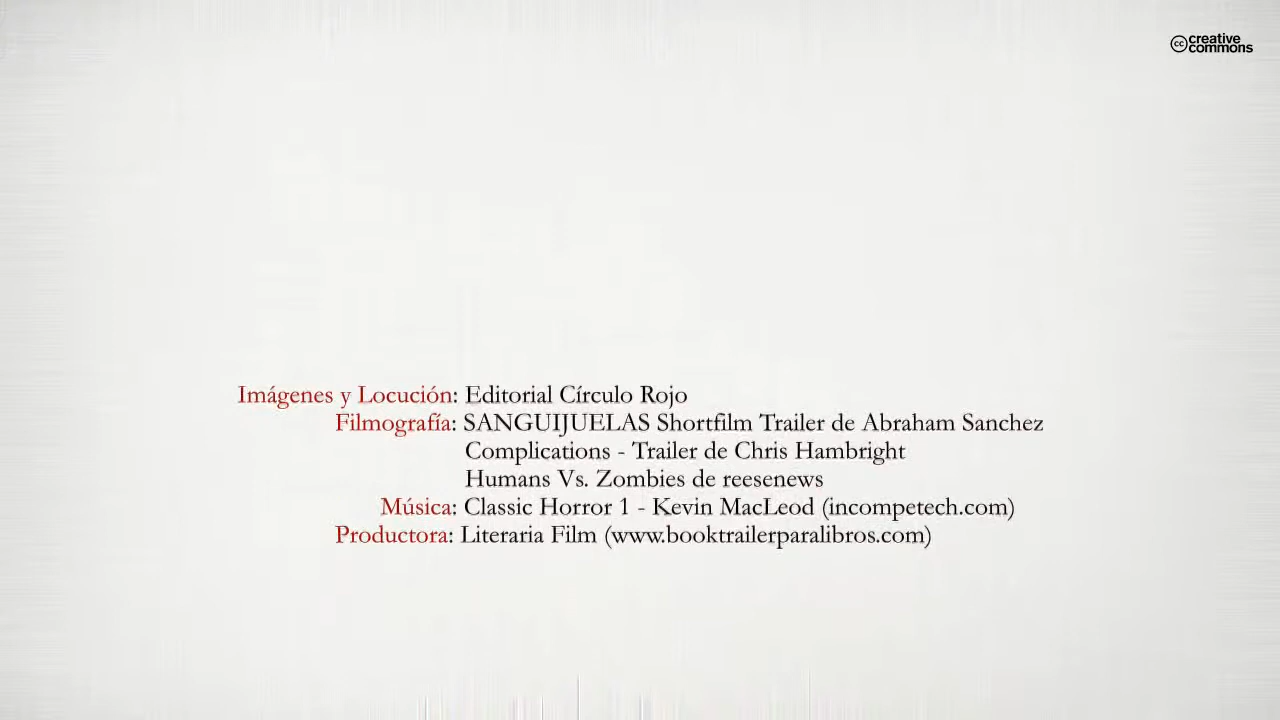 creative
commons
Imágenes y Locución: Editorial Círculo Rojo
Filmografía: SANGUIJUELAS Shortfilm Trailer de Abraham Sanchez
Complications - Trailer de Chris Hambright
Humans Vs. Zombies de reesenews
Música: Classic Horror 1 - Kevin MacLeod (incompetech.com)
Productora: Literaria Film (www.booktrailerparalibros.com)